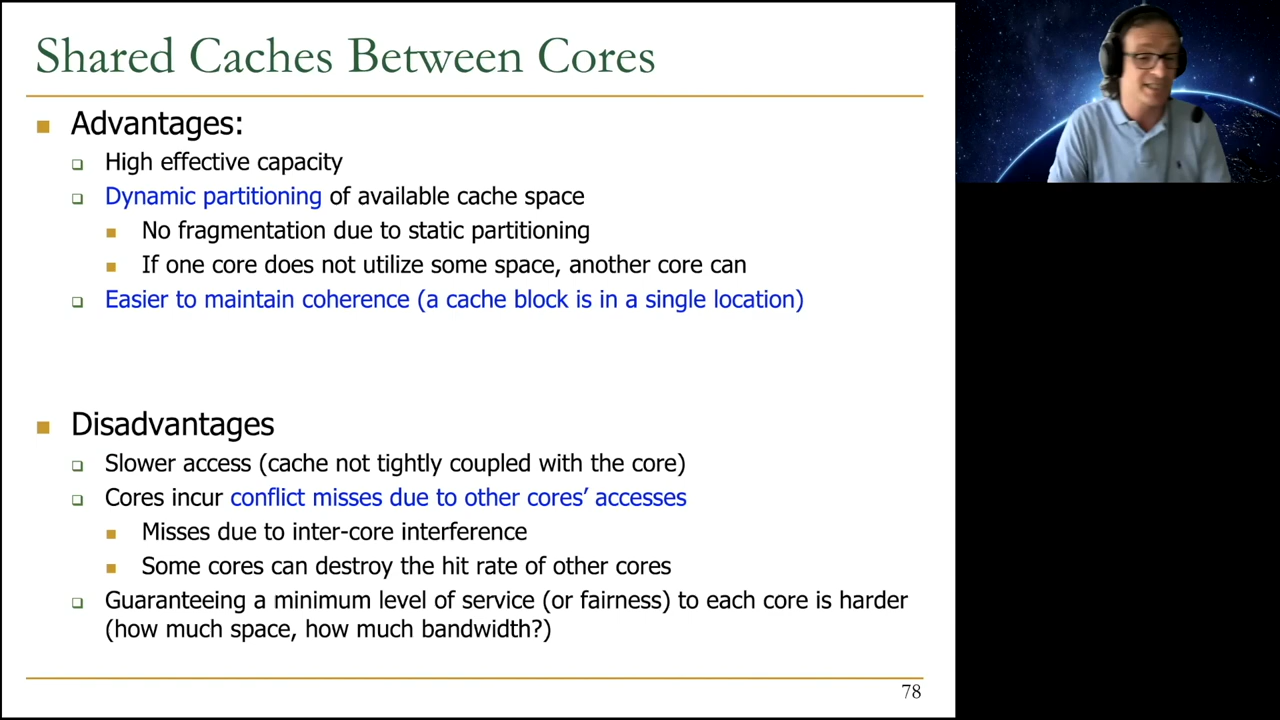 Shared Caches Between Cores
Advantages:
High effective capacity
Dynamic partitioning of available cache space
No fragmentation due to static partitioning
If one core does not utilize some space, another core can
Easier to maintain coherence (a cache block is in a single location)
Disadvantages
Slower access (cache not tightly coupled with the core)
Cores incur conflict misses due to other cores’ accesses
Misses due to inter-core interference
Some cores can destroy the hit rate of other cores
Guaranteeing a minimum level of service (or fairness) to each core is harder
(how much space, how much bandwidth?)
78